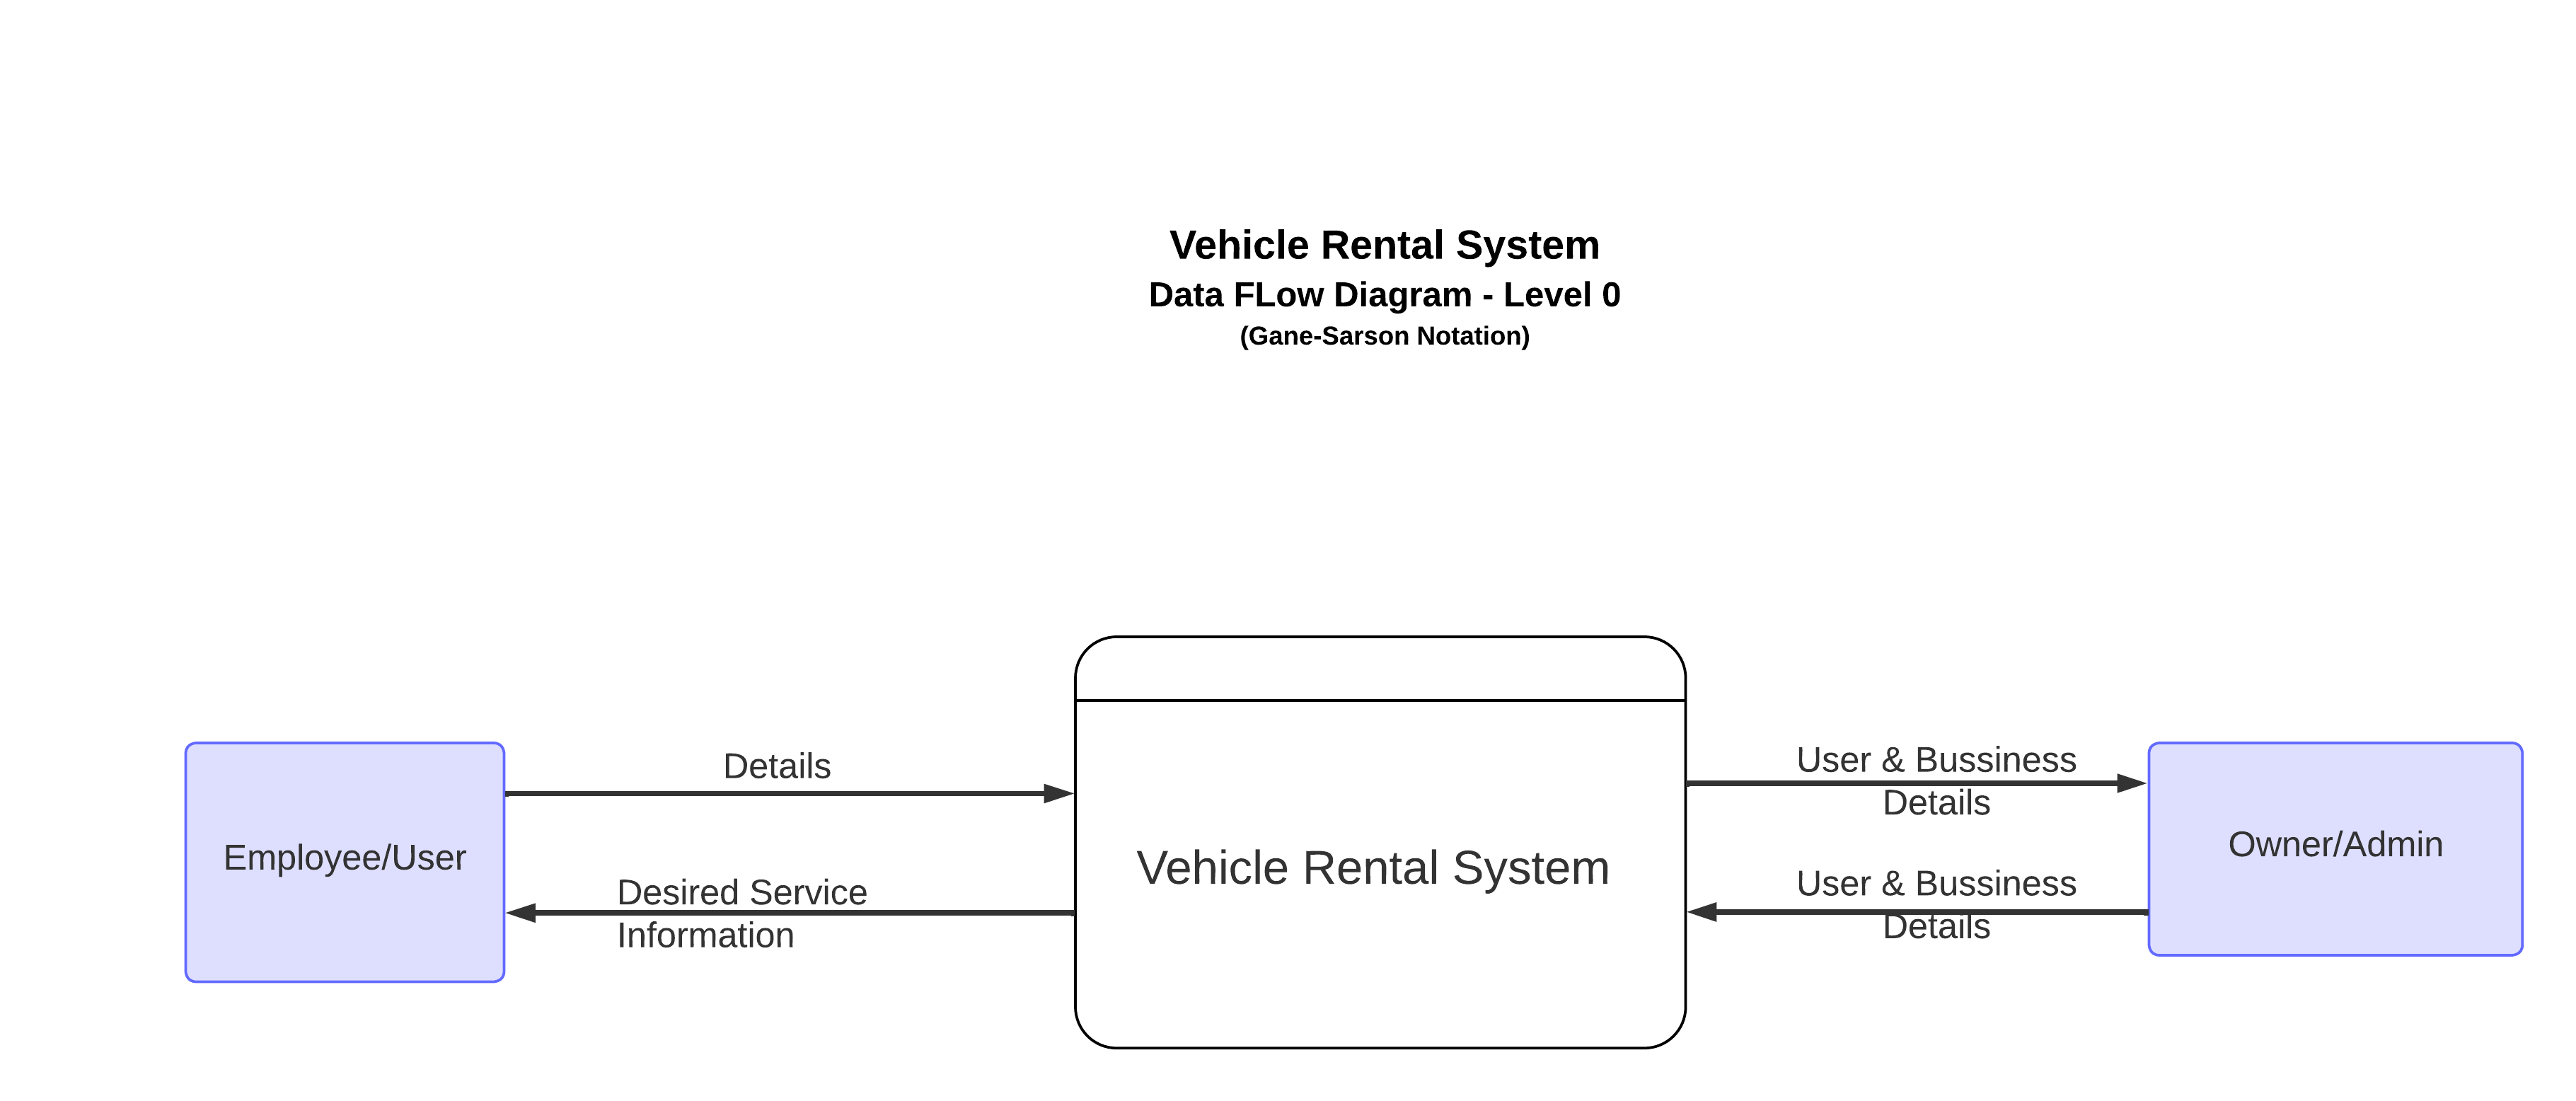 Vehicle Rental System
Data FLow Diagram - Level 0
(Gane-Sarson Notation)
Details
Employee/User
Desired Service
Information
Vehicle Rental System
User & Bussiness
Details
User & Bussiness
Details
Owner/Admin